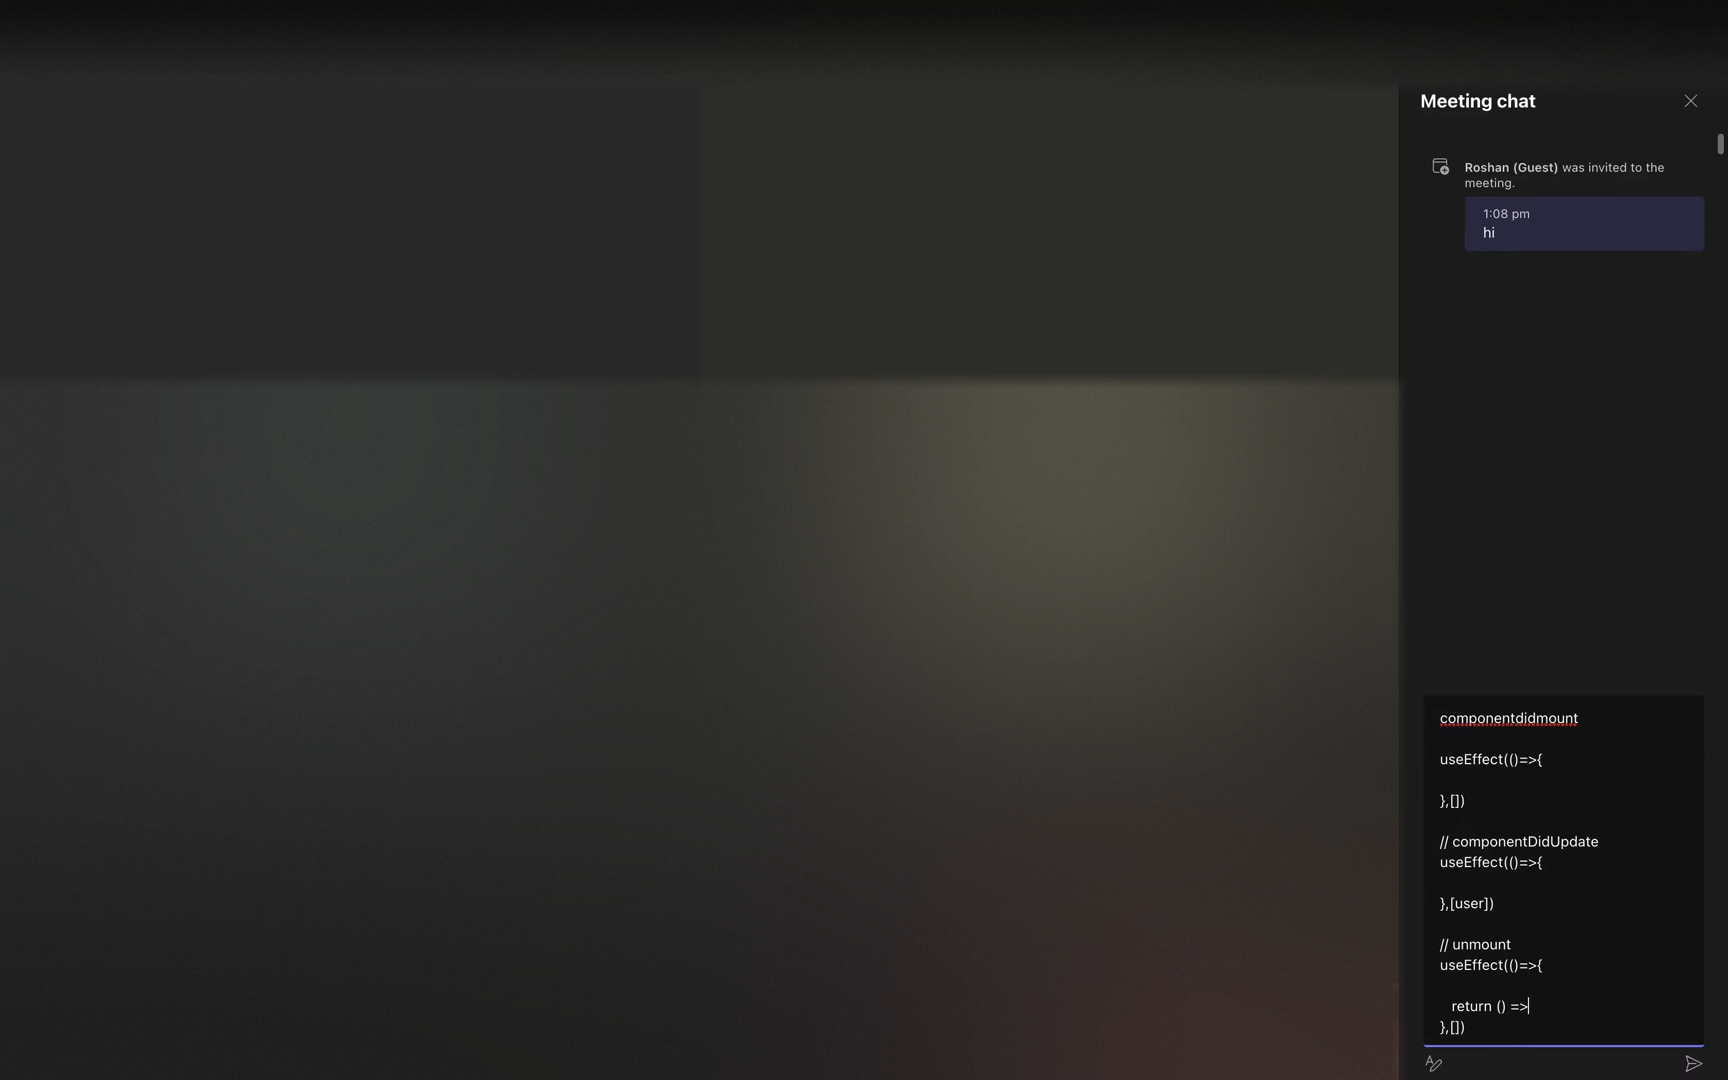 Meeting chat
Roshan (Guest) was invited to the
meeting.
1:08 pm
hi
componentdidmount
useEffect(()=>{
},[])
// componentDidUpdate
useEffect(()=>{
},[user])
// unmount
useEffect(()=>{
return () =>
},[])